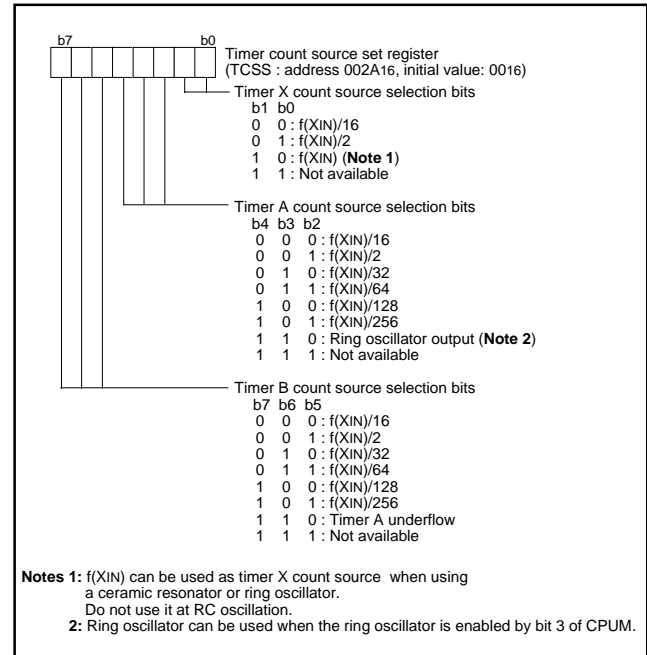 b7 b0
Timer count source set register
(TCSS : address 002A16, initial value: 0016)
Timer X count source selection bits
b1 b0
0 0 : f(XIN)/16
0 1 : f(XIN)/2
1 0 : f(XIN) (Note 1)
1 1 : Not available
Timer A count source selection bits
b4 b3 b2
0 0 0 : f(XIN)/16
0 0 1 : f(XIN)/2
0 1 0 : f(XIN)/32
0 1 1 : f(XIN)/64
1 0 0 : f(XIN)/128
1 0 1 : f(XIN)/256
1 1 0 : Ring oscillator output (Note 2)
1 1 1 : Not available
Timer B count source selection bits
b7 b6 b5
0 0 0 : f(XIN)/16
0 0 1 : f(XIN)/2
0 1 0 : f(XIN)/32
0 1 1 : f(XIN)/64
1 0 0 : f(XIN)/128
1 0 1 : f(XIN)/256
1 1 0 : Timer A underflow
1 1 1 : Not available
Notes 1: f(XIN) can be used as timer X count source when using
a ceramic resonator or ring oscillator.
Do not use it at RC oscillation.
2: Ring oscillator can be used when the ring oscillator is enabled by bit 3 of CPUM.